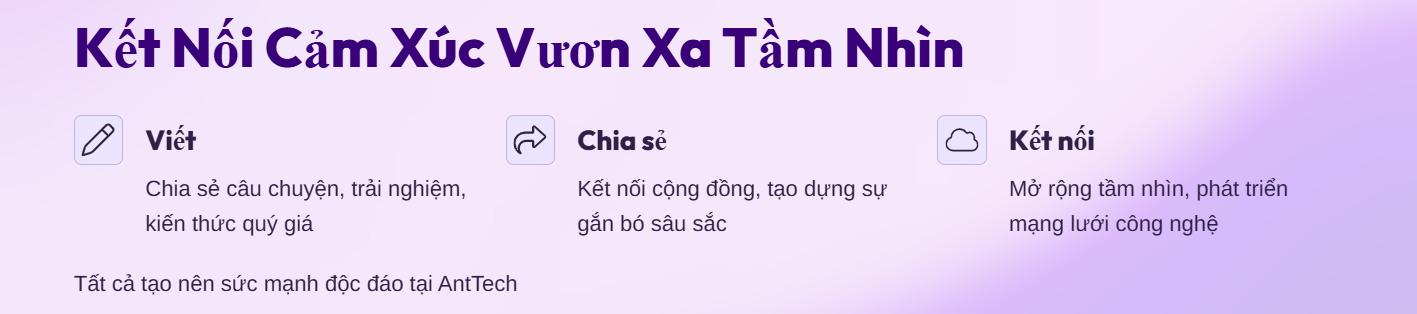 Kết Nối Cảm Xúc Vươn Xa Tầm Nhìn
Viết
Chia sẻ câu chuyện, trải nghiệm,
kiến thức quý giá
Chia sẻ
Kết nối cộng đồng, tạo dựng sự
gắn bó sâu sắc
Kết nối
Mở rộng tầm nhìn, phát triển
mạng lưới công nghệ
Tất cả tạo nên sức mạnh độc đáo tại AntTech